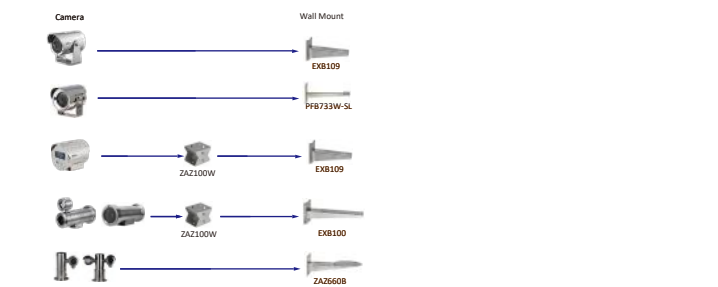 Camera Wall Mount
EXB109
PFB733W-SL
ZAZ100W EXB109
ZAZ100W EXB100
ZAZ660B